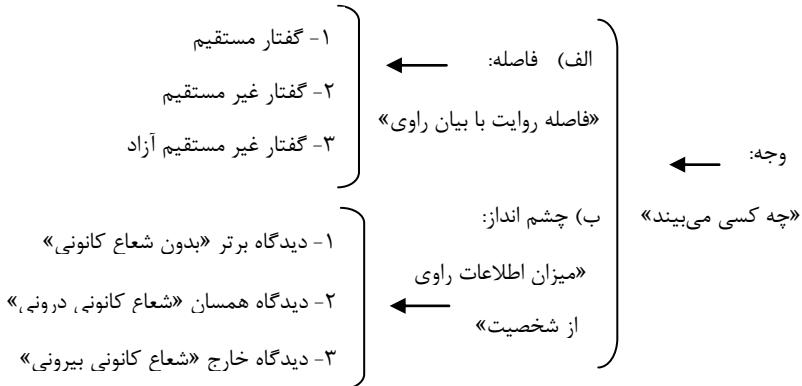 وجه:
«چه کسی می‌بیند»
الف) فاصله:
«فاصله روایت با بیان راوی»
۱- گفتار مستقیم
۲- گفتار غیر مستقیم
۳- گفتار غیر مستقیم آزاد
ب) چشم انداز:
«میزان اطلاعات راوی
از شخصیت»
۱- دیدگاه برتر «بدون شعاع کانونی»
۲- دیدگاه همسان «شعاع کانونی درونی»
۳- دیدگاه خارج «شعاع کانونی بیرونی»